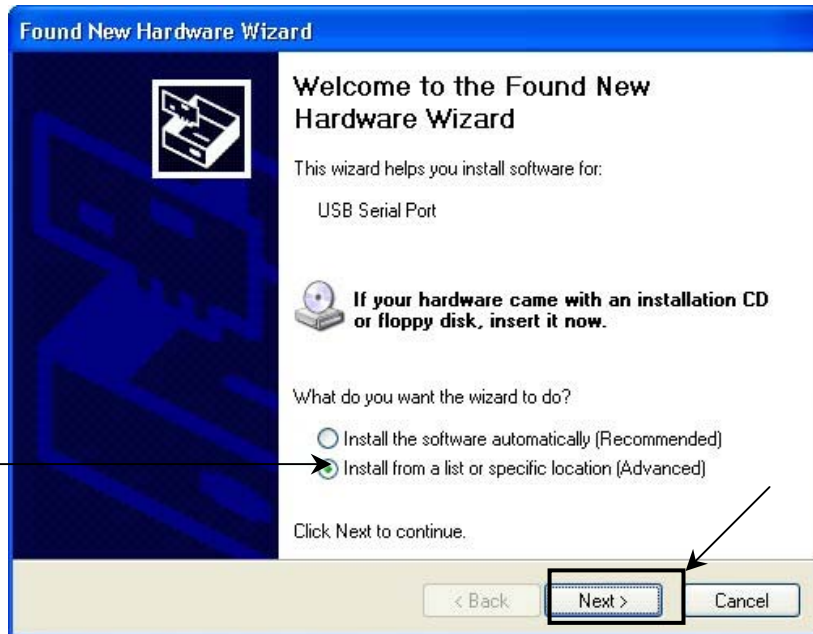 Found New Hardware Wizard
Welcome to the Found New
Hardware Wizard
This wizard helps you install software for:
USB Serial Port
If your hardware came with an installation CD
or floppy disk, insert it now.
What do you want the wizard to do?
Install the software automatically (Recommended)
Install from a list or specific location (Advanced)
Click Next to continue.
< Back
Next >
Cancel